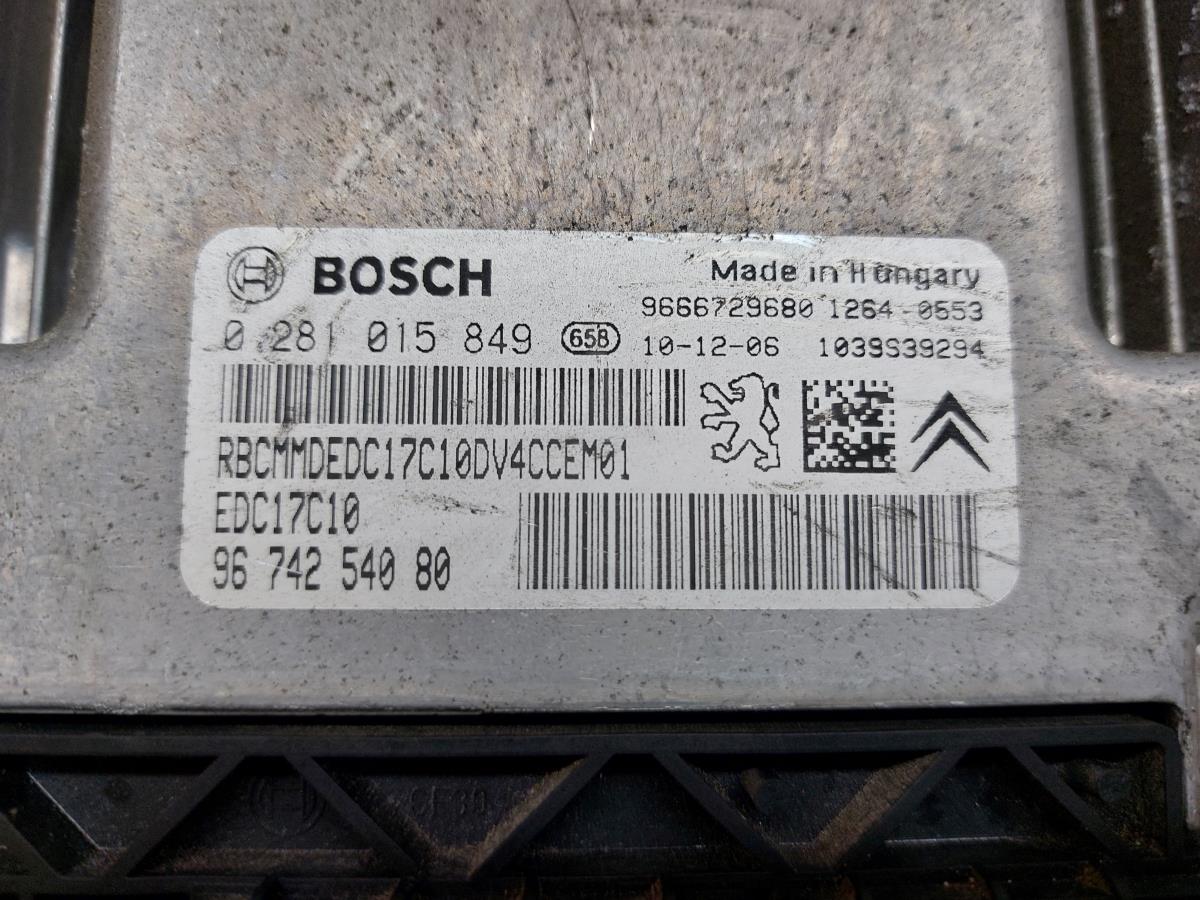 BOSCH
Made in Hungary
9666729680 1264-0553
0 281 015 849 658
10-12-06 1039S39294
RBCMMDEDC17C10DV4CCEM01
EDC17C10
96 742 540 80